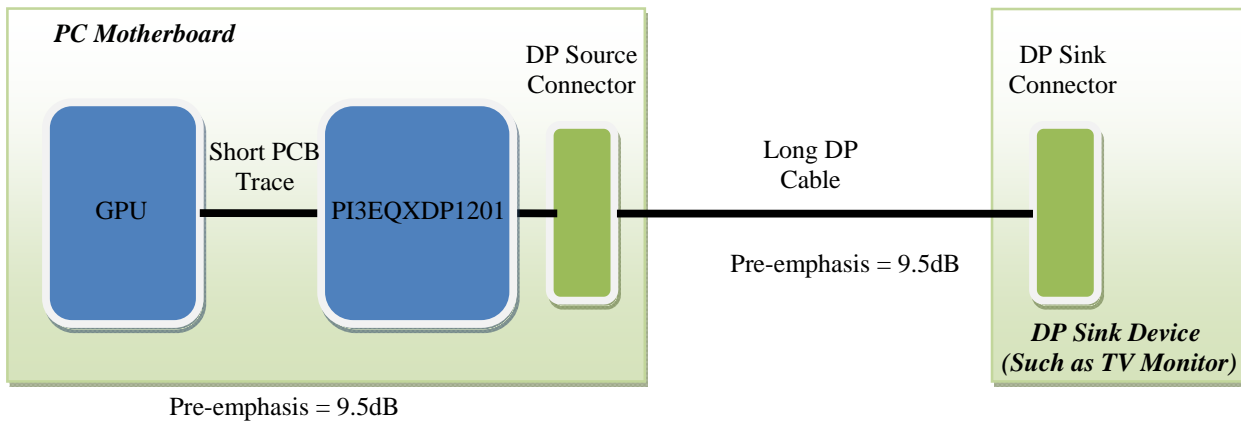 PC Motherboard
DP Source
Connector
DP Sink
Connector
Short PCB
Trace
Long DP
Cable
GPU
PI3EQXDP1201
Pre-emphasis = 9.5dB
DP Sink Device
(Such as TV Monitor)
Pre-emphasis = 9.5dB